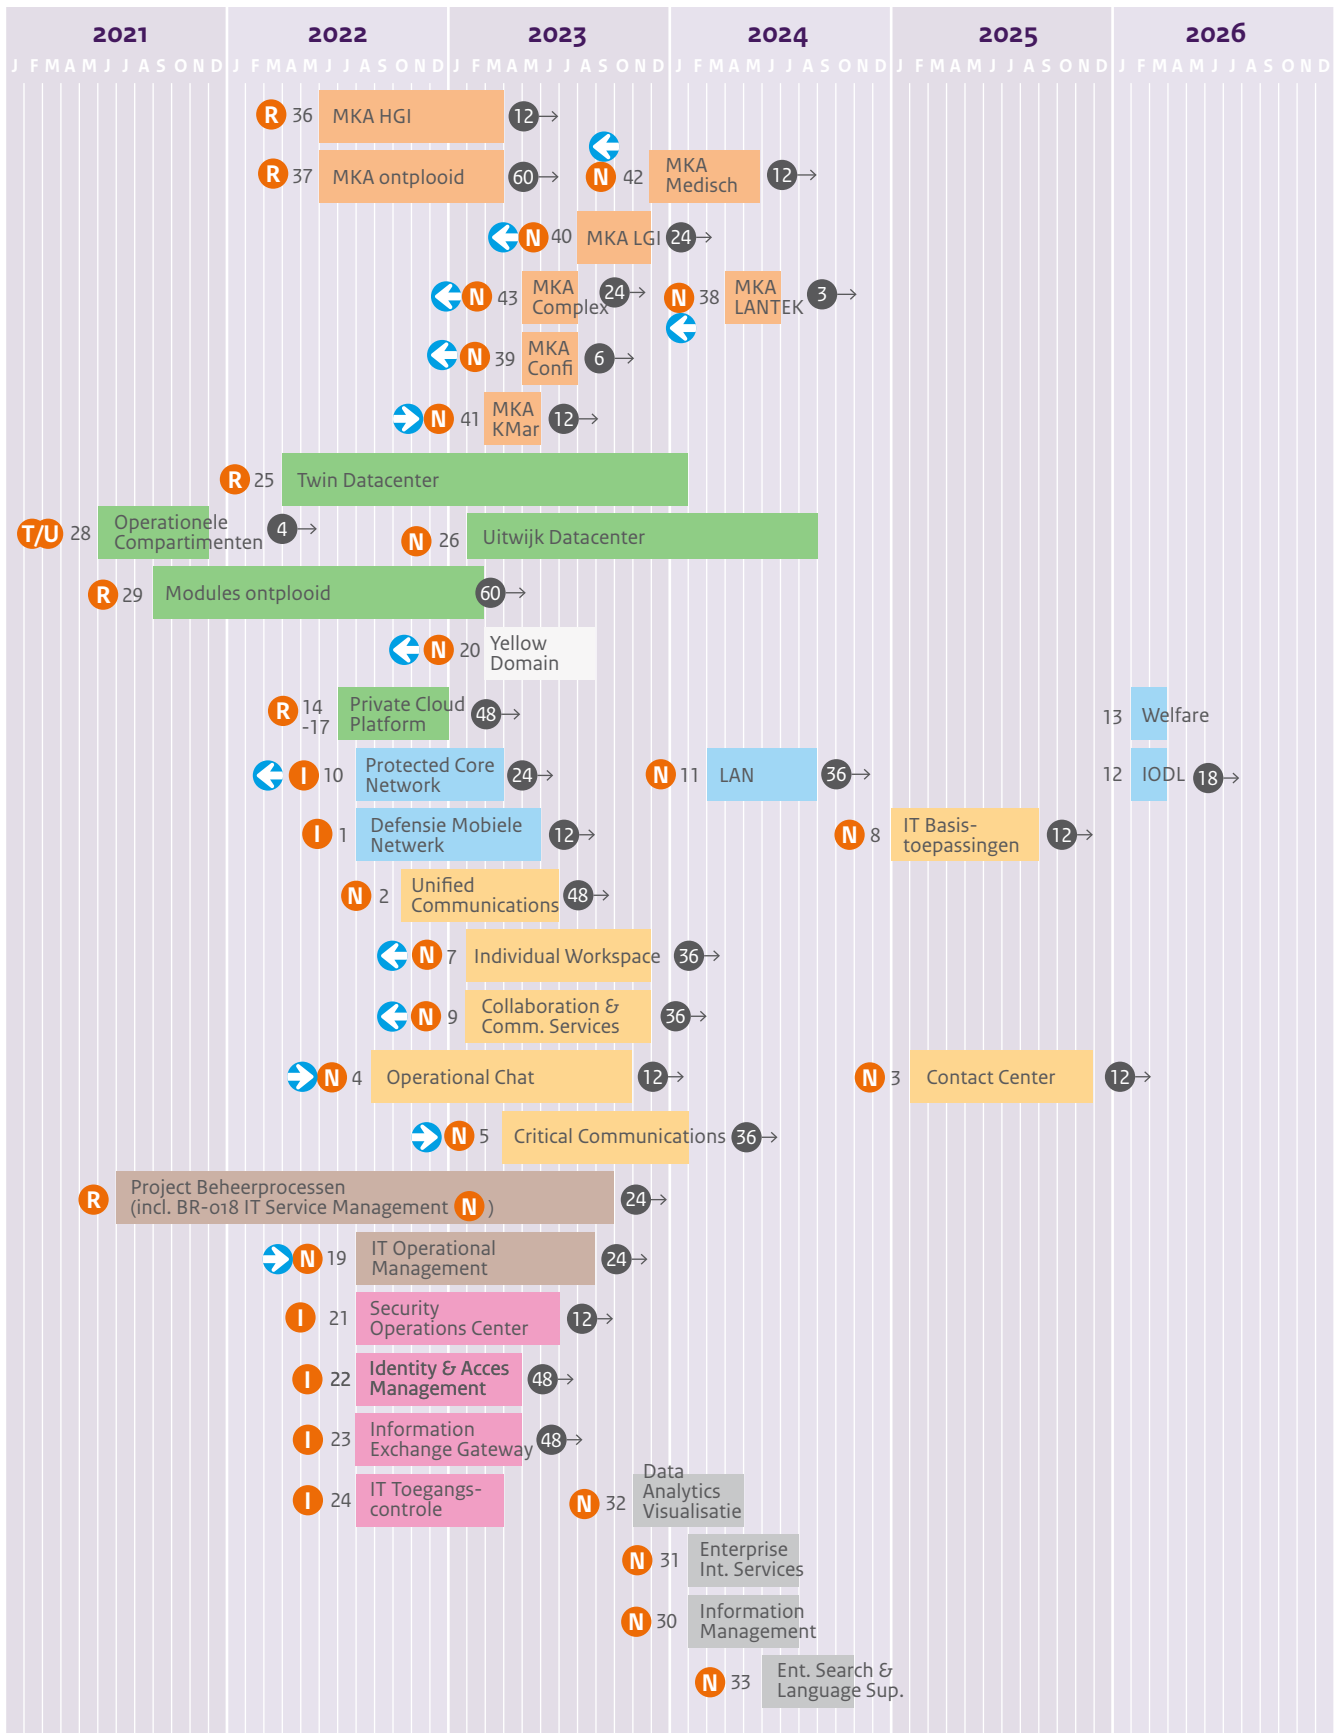 2021 2022 2023 2024 2025 2026
J F M A M J J A S O N D J F M A M J J A S O N D J F M A M J J A S O N D J F M A M J J A S O N D J F M A M J J A S O N D J F M A M J J A S O N D
R 36 MKA HGI 12
R 37 MKA ontplooid 60
N 42 MKA
Medisch 12
N 40 MKA LGI 24
N 43 MKA
Complex 24
N 38 MKA
LANTEK 3
N 39 MKA
Confi 6
N 41 MKA
KMar 12
R 25 Twin Datacenter
T/U 28 Operationele
Compartimenten 4
N 26 Uitwijk Datacenter
R 29 Modules ontplooid 60
N 20 Yellow
Domain
R 14
-17
Private Cloud
Platform 48
13 Welfare
I 10 Protected Core
Network 24
N 11 LAN 36
12 IODL 18
I 1 Defensie Mobiele
Netwerk 12
N 8 IT Basis-
toepassingen 12
N 2 Unified
Communications 48
N 7 Individual Workspace 36
N 9 Collaboration &
Comm. Services 36
N 4 Operational Chat 12
N 3 Contact Center 12
N 5 Critical Communications 36
R Project Beheerprocessen
(incl. BR-018 IT Service Management N ) 24
N 19 IT Operational
Management 24
I 21 Security
Operations Center 12
I 22 Identity & Acces
Management 48
I 23 Information
Exchange Gateway 48
I 24 IT Toegangs-
controle
N 32 Data
Analytics
Visualisatie
N 31 Enterprise
Int. Services
N 30 Information
Management
N 33 Ent. Search &
Language Sup.